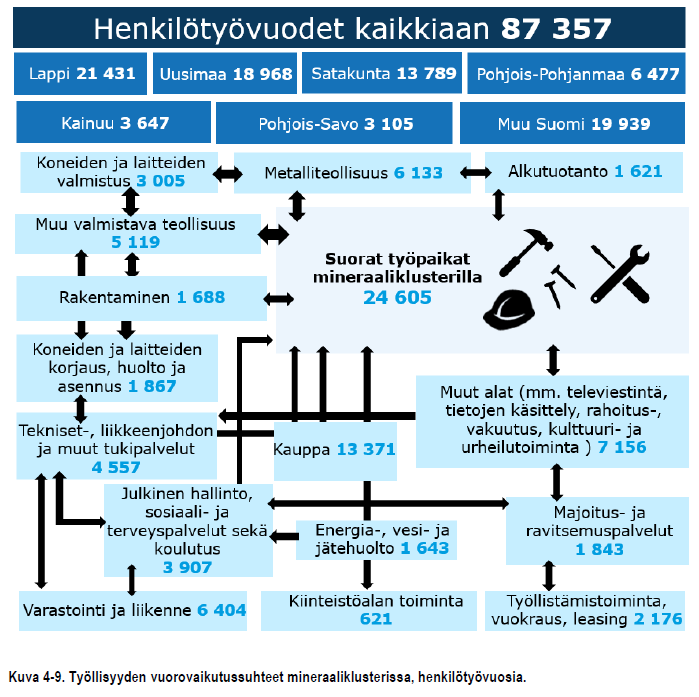 Henkilötyövuodet kaikkiaan 87 357
Lappi 21 431
Uusimaa 18 968
Satakunta 13 789
Pohjois-Pohjanmaa 6 477
Kainuu 3 647
Pohjois-Savo 3 105
Muu Suomi 19 939
Koneiden ja laitteiden
valmistus 3 005
Metalliteollisuus 6 133
Alkutuotanto 1 621
Muu valmistava teollisuus
5 119
Suorat työpaikat
mineraaliklusterilla
24 605
Rakentaminen 1 688
Koneiden ja laitteiden
korjaus, huolto ja
asennus 1 867
Muut alat (mm. televiestintä,
tietojen käsittely, rahoitus-,
vakuutus, kulttuuri- ja
urheilutoiminta ) 7 156
Tekniset-, liikkeenjohdon
ja muut tukipalvelut
4 557
Kauppa 13 371
Julkinen hallinto,
sosiaali- ja
terveyspalvelut sekä
koulutus
3 907
Energia-, vesi- ja
jätehuolto 1 643
Majoitus- ja
ravitsemuspalvelut
1 843
Varastointi ja liikenne 6 404
Kiinteistöalan toiminta
621
Työllistämistoiminta,
vuokraus, leasing 2 176
Kuva 4-9. Työllisyyden vuorovaikutussuhteet mineraaliklusterissa, henkilötyövuosia.